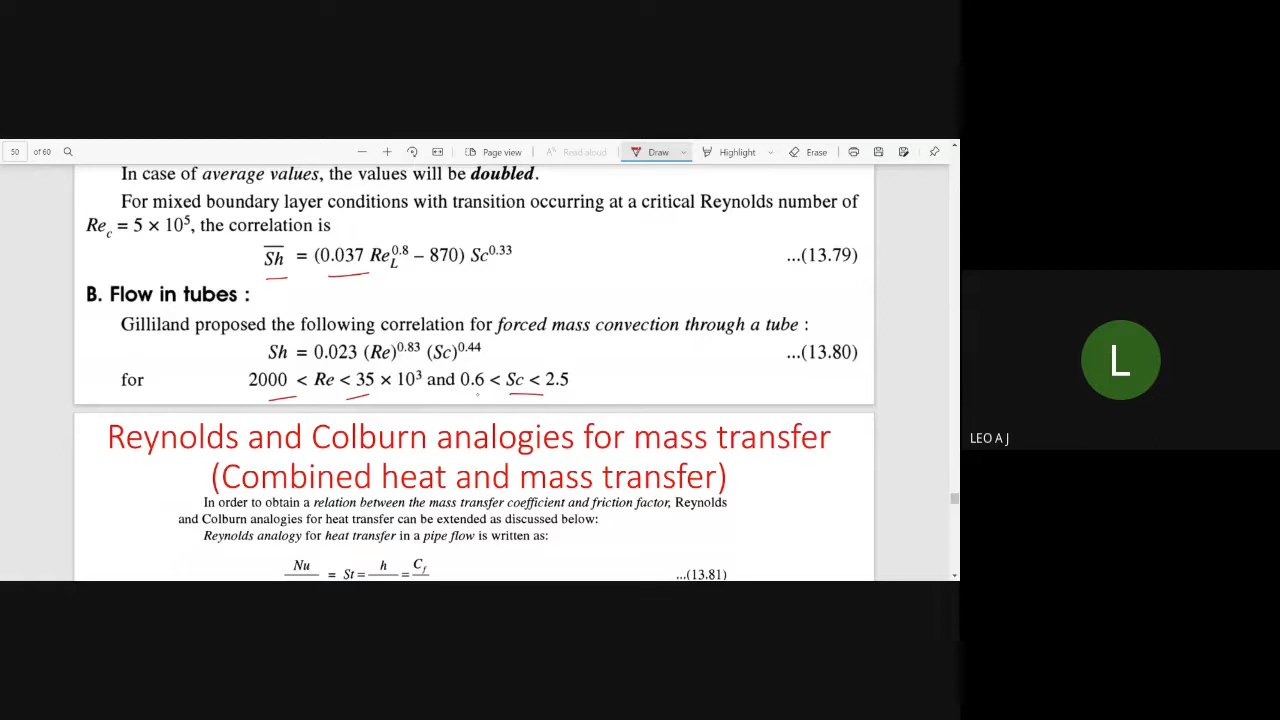 50 of 60 Page view Read aloud Draw Highlight Erase
In case of average values, the values will be doubled.
For mixed boundary layer conditions with transition occurring at a critical Reynolds number of
Re_c = 5 × 10⁵, the correlation is
S̅h̅ = (0.037 Re_L^0.8 – 870) Sc^0.33 ...(13.79)
B. Flow in tubes :
Gilliland proposed the following correlation for forced mass convection through a tube :
Sh = 0.023 (Re)^0.83 (Sc)^0.44 ...(13.80)
for 2000 < Re < 35 × 10³ and 0.6 < Sc < 2.5
Reynolds and Colburn analogies for mass transfer
(Combined heat and mass transfer)
In order to obtain a relation between the mass transfer coefficient and friction factor, Reynolds
and Colburn analogies for heat transfer can be extended as discussed below:
Reynolds analogy for heat transfer in a pipe flow is written as:
Nu h C_f
= St = = ...(13.81)
L
LEO A J